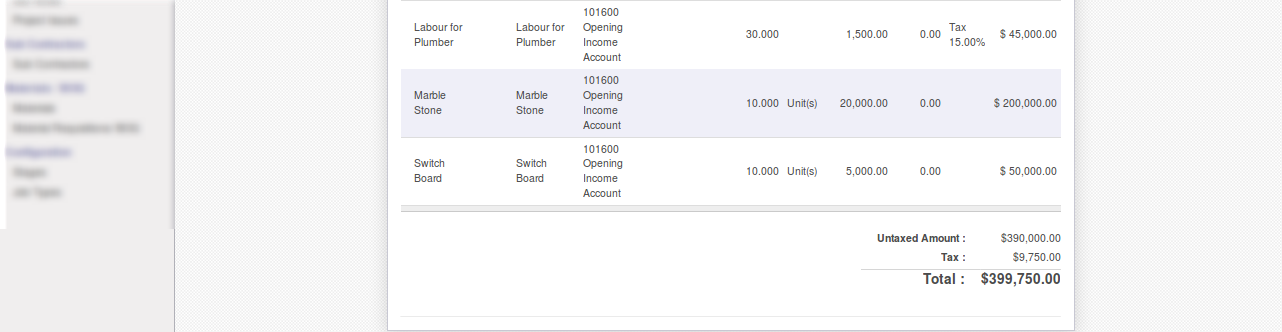 Labour for Plumber Labour for Plumber 101600 Opening Income Account 30.000 1,500.00 0.00 Tax 15.00% $ 45,000.00
Marble Stone Marble Stone 101600 Opening Income Account 10.000 Unit(s) 20,000.00 0.00 $ 200,000.00
Switch Board Switch Board 101600 Opening Income Account 10.000 Unit(s) 5,000.00 0.00 $ 50,000.00
Untaxed Amount : $390,000.00
Tax : $9,750.00
Total : $399,750.00